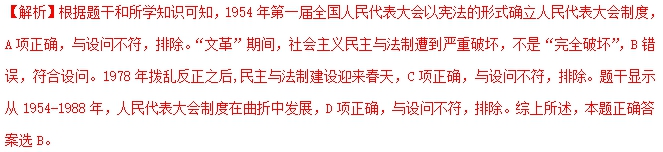 【解析】根据题干和所学知识可知，1954 年第一届全国人民代表大会以宪法的形式确立人民代表大会制度，
A 项正确，与设问不符，排除。“文革”期间，社会主义民主与法制遭到严重破坏，不是“完全破坏”，B 错
误，符合设问。1978 年拨乱反正之后,民主与法制建设迎来春天，C 项正确，与设问不符，排除。题干显示
从 1954-1988 年，人民代表大会制度在曲折中发展，D 项正确，与设问不符，排除。综上所述，本题正确答
案选 B。